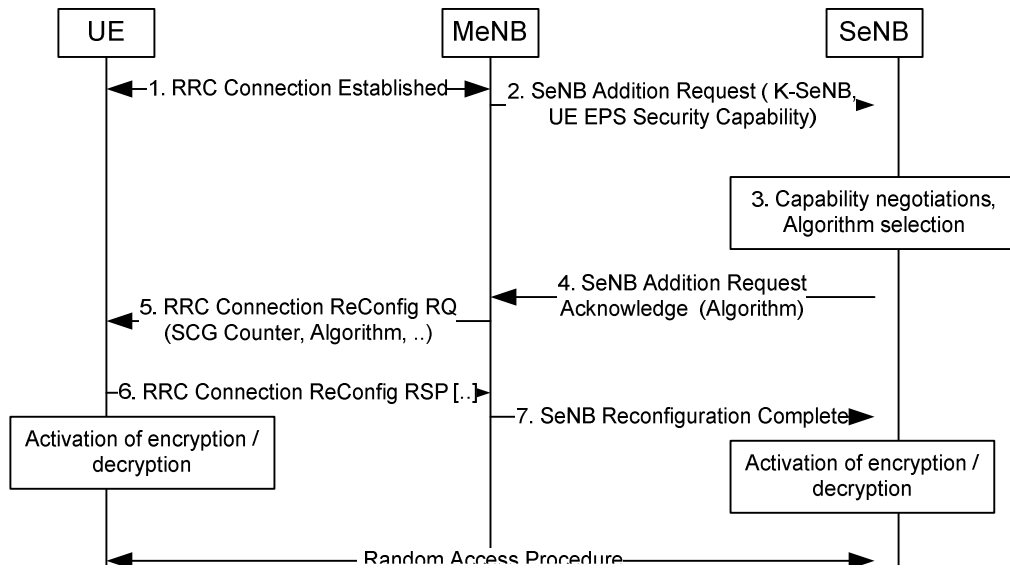 UE
MeNB
SeNB
1. RRC Connection Established
2. SeNB Addition Request ( K-SeNB,
UE EPS Security Capability)
3. Capability negotiations,
Algorithm selection
4. SeNB Addition Request
Acknowledge (Algorithm)
5. RRC Connection ReConfig RQ
(SCG Counter, Algorithm, ..)
6. RRC Connection ReConfig RSP [..]
7. SeNB Reconfiguration Complete
Activation of encryption /
decryption
Activation of encryption /
decryption
Random Access Procedure